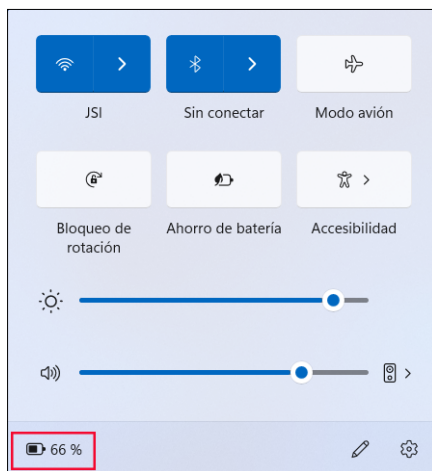 JSI
Sin conectar
Modo avión
Bloqueo de
rotación
Ahorro de batería
Accesibilidad
66 %